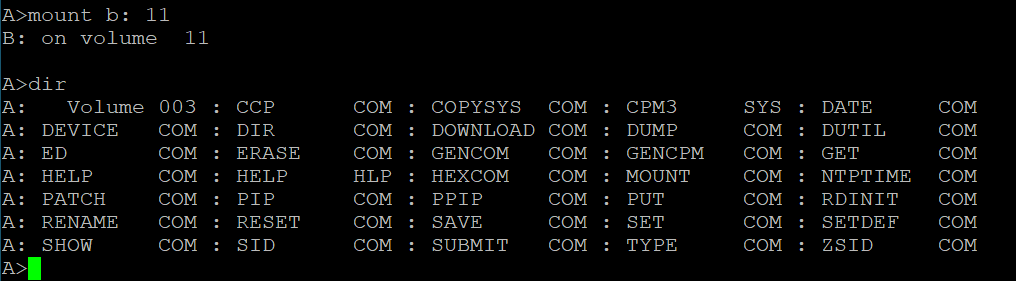 A>mount b: 11
B: on volume  11
A>dir
A:   Volume 003 : CCP      COM : COPYSYS  COM : CPM3     SYS : DATE     COM
A: DEVICE   COM : DIR      COM : DOWNLOAD COM : DUMP     COM : DUTIL    COM
A: ED       COM : ERASE    COM : GENCOM   COM : GENCPM   COM : GET      COM
A: HELP     COM : HELP     HLP : HEXCOM   COM : MOUNT    COM : NTPTIME  COM
A: PATCH    COM : PIP      COM : PPIP     COM : PUT      COM : RDINIT   COM
A: RENAME   COM : RESET    COM : SAVE     COM : SET      COM : SETDEF   COM
A: SHOW     COM : SID      COM : SUBMIT   COM : TYPE     COM : ZSID     COM
A>